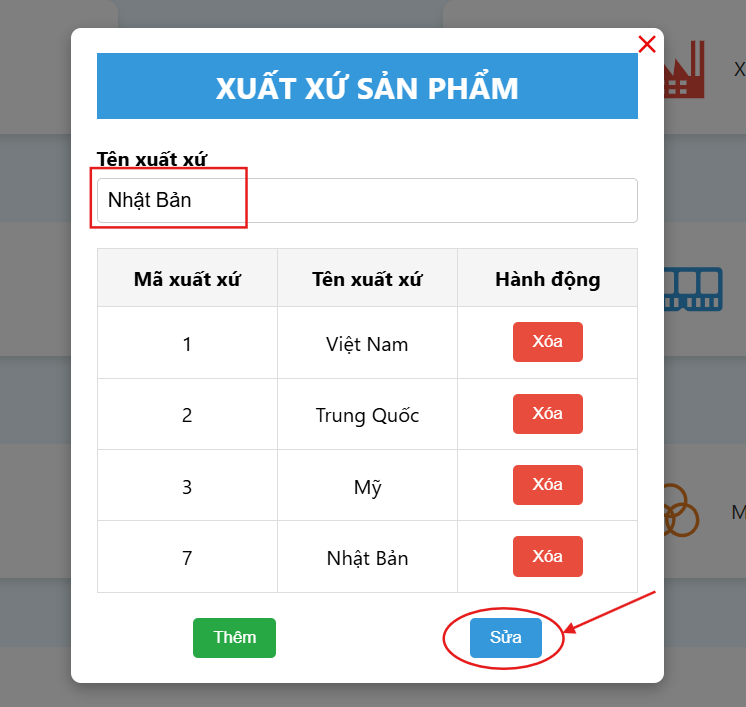 XUẤT XỨ SẢN PHẨM
X
Tên xuất xứ
Nhật Bản
Mã xuất xứ Tên xuất xứ Hành động
1 Việt Nam Xóa
2 Trung Quốc Xóa
3 Mỹ Xóa
M
7 Nhật Bản Xóa
Thêm Sửa